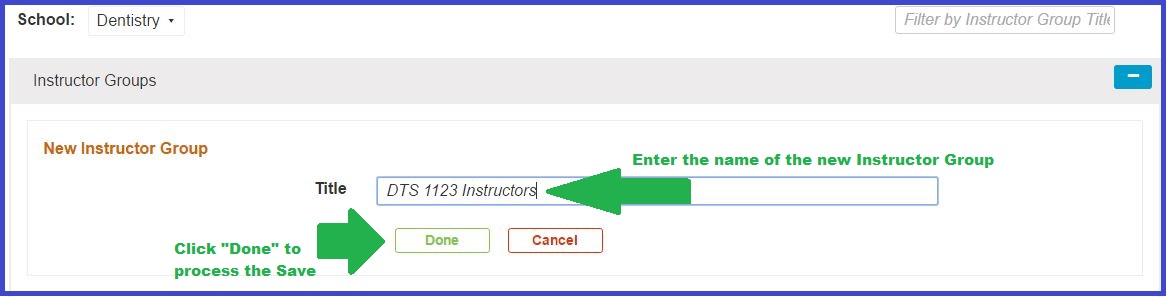 School: Dentistry
Filter by Instructor Group Title
Instructor Groups
New Instructor Group
Enter the name of the new Instructor Group
Title DTS 1123 Instructors
Click "Done" to
process the Save
Done Cancel